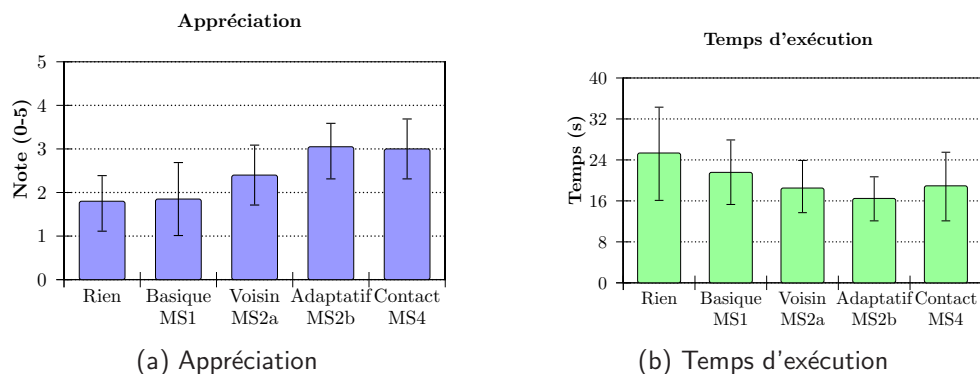 Appréciation
Note (0-5)
5
4
3
2
1
0
Rien
Basique
MS1
Voisin
MS2a
Adaptatif
MS2b
Contact
MS4
(a) Appréciation
Temps d'exécution
Temps (s)
40
32
24
16
8
0
Rien
Basique
MS1
Voisin
MS2a
Adaptatif
MS2b
Contact
MS4
(b) Temps d'exécution